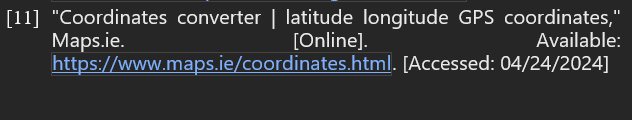 [11] "Coordinates converter | latitude longitude GPS coordinates,"
Maps.ie. [Online]. Available:
https://www.maps.ie/coordinates.html. [Accessed: 04/24/2024]